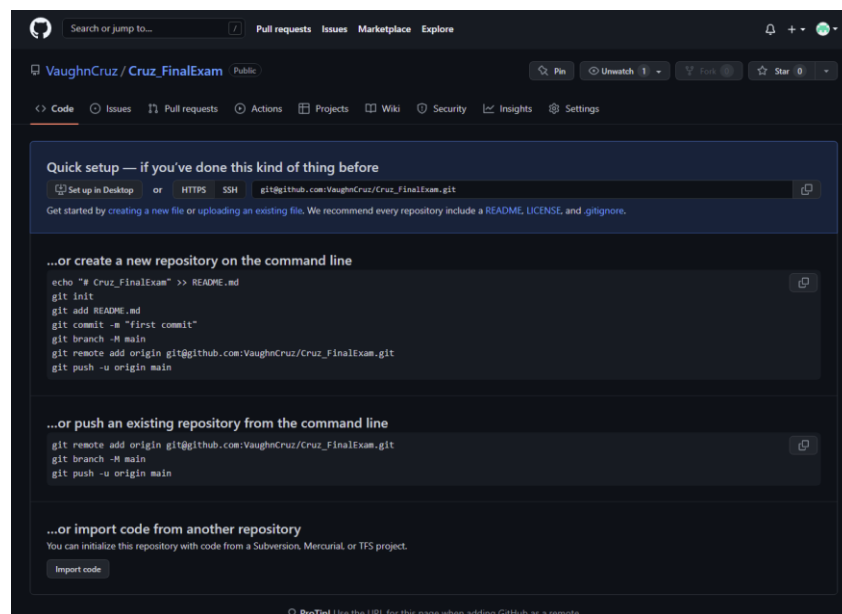 Search or jump to... / Pull requests Issues Marketplace Explore
VaughnCruz / Cruz_FinalExam Public Pin Unwatch 1 Fork 0 Star 0
Code Issues Pull requests Actions Projects Wiki Security Insights Settings
Quick setup — if you've done this kind of thing before
Set up in Desktop or HTTPS SSH git@github.com:VaughnCruz/Cruz_FinalExam.git
Get started by creating a new file or uploading an existing file. We recommend every repository include a README, LICENSE, and .gitignore.
...or create a new repository on the command line
echo "# Cruz_FinalExam" >> README.md
git init
git add README.md
git commit -m "first commit"
git branch -M main
git remote add origin git@github.com:VaughnCruz/Cruz_FinalExam.git
git push -u origin main
...or push an existing repository from the command line
git remote add origin git@github.com:VaughnCruz/Cruz_FinalExam.git
git branch -M main
git push -u origin main
...or import code from another repository
You can initialize this repository with code from a Subversion, Mercurial, or TFS project.
Import code
ProTip! Use the URL for this page when adding GitHub as a remote.